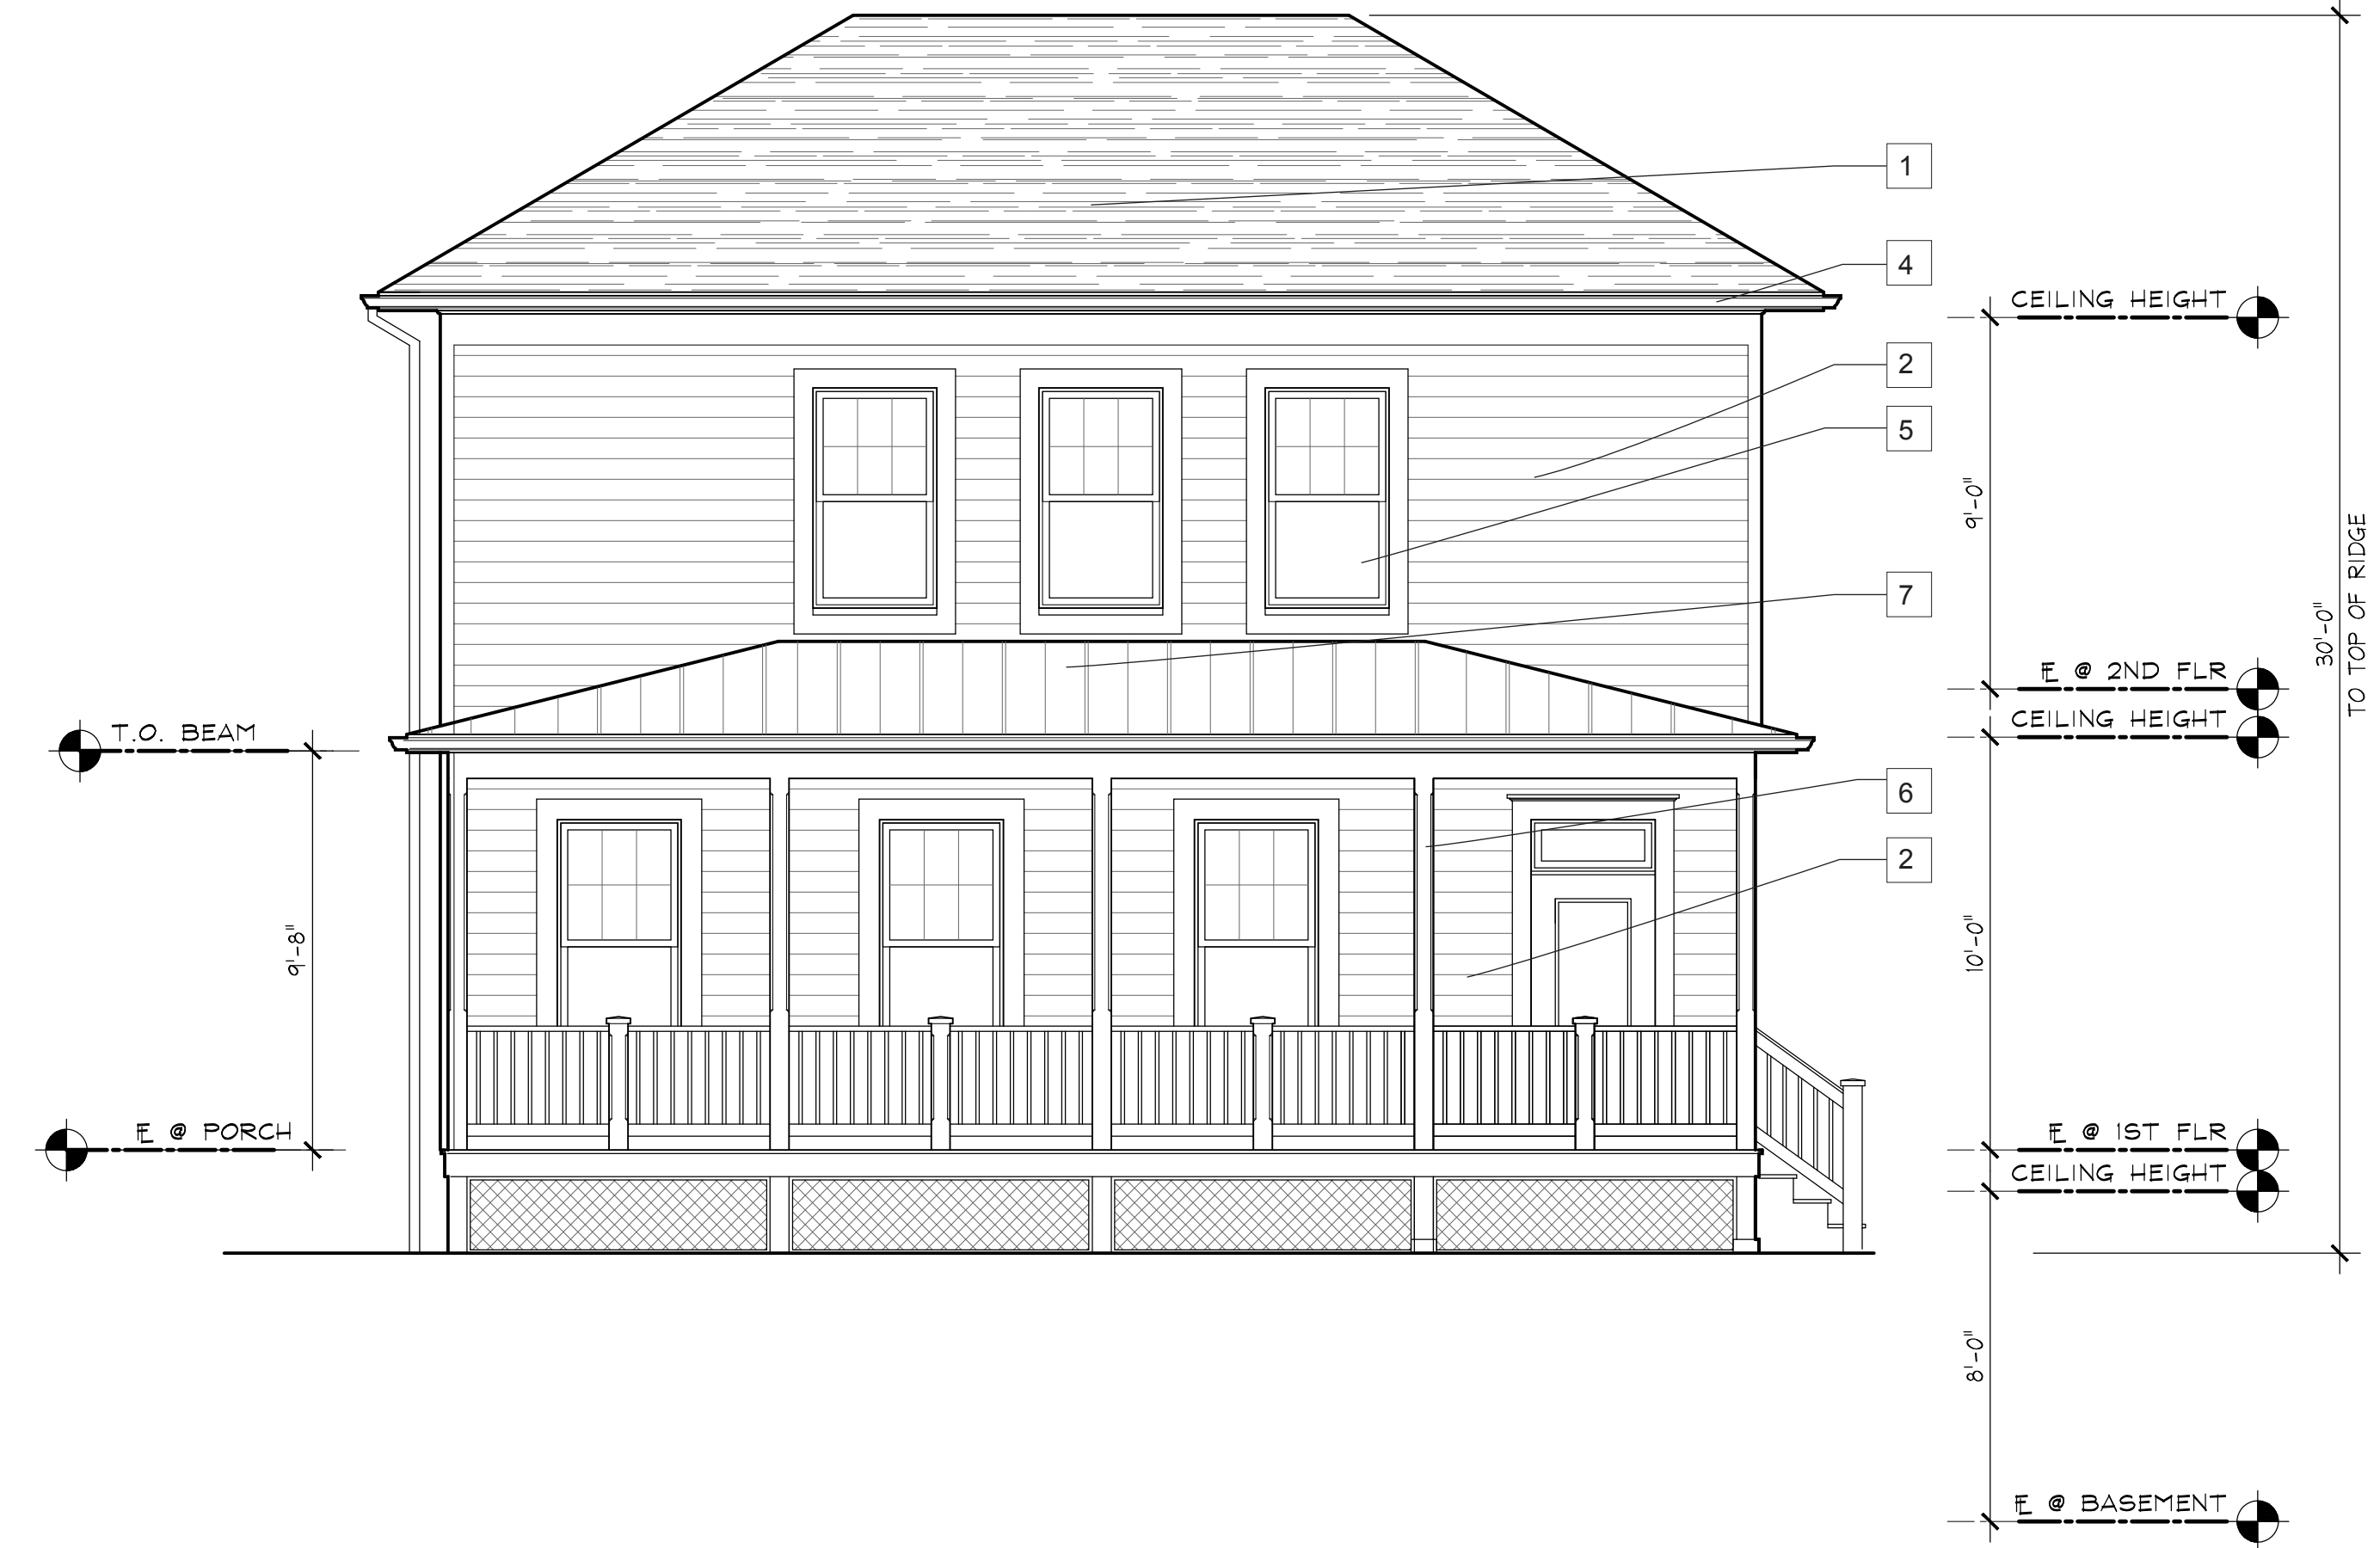 1
4
CEILING HEIGHT
2
5
9'-0"
30'-0"
TO TOP OF RIDGE
7
FL @ 2ND FLR
CEILING HEIGHT
T.O. BEAM
6
2
9'-8"
10'-0"
FL @ PORCH
FL @ 1ST FLR
CEILING HEIGHT
8'-0"
FL @ BASEMENT